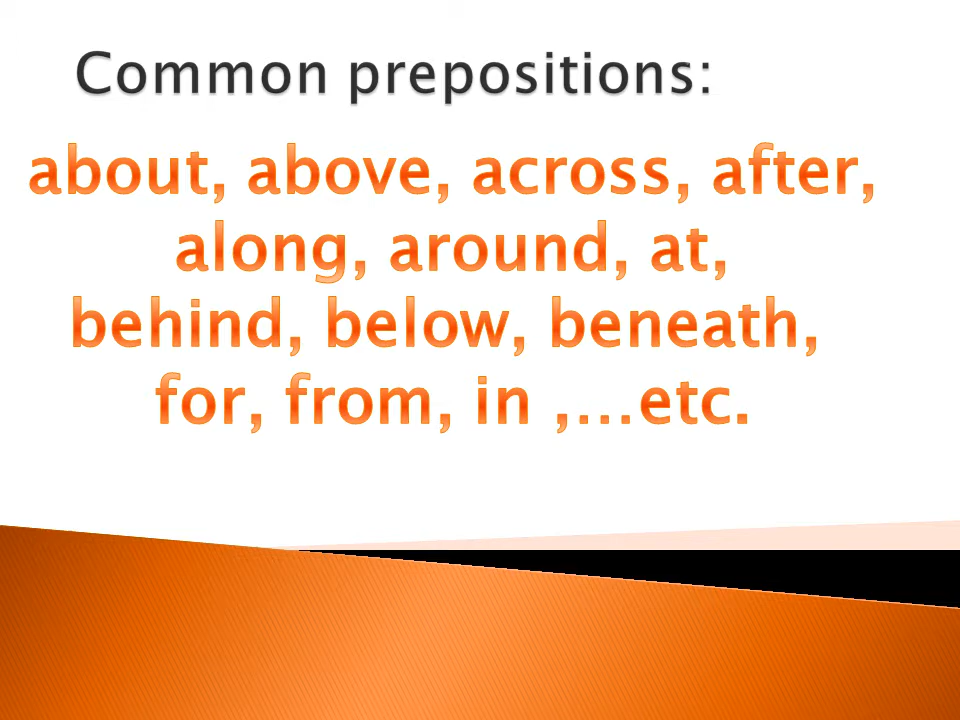 Common prepositions:
about, above, across, after,
along, around, at,
behind, below, beneath,
for, from, in ,…etc.